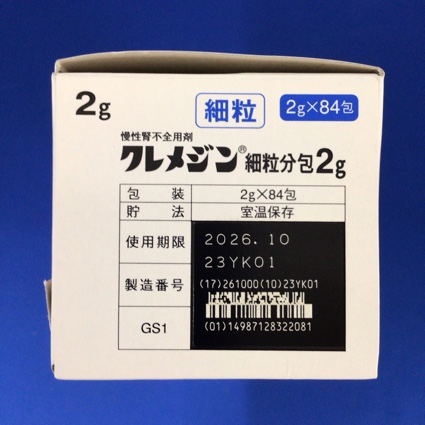 2g 細粒 2g×84包
慢性腎不全用剤
クレメジン®細粒分包2g
包装 2g×84包
貯法 室温保存
使用期限 2026.10
製造番号 23YK01
(17)261000(10)23YK01
GS1 (01)14987128322081